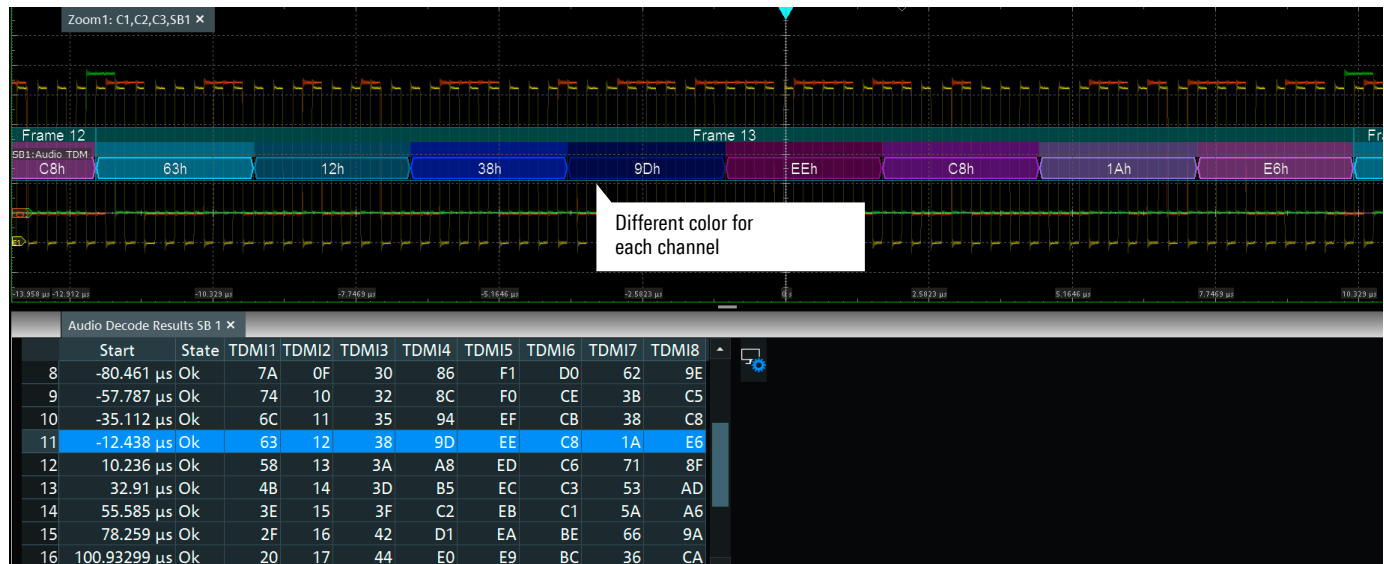 Zoom1: C1,C2,C3,SB1 ×
Frame 12 Frame 13 Fr
SB1:Audio TDM
C8h 63h 12h 38h 9Dh EEh C8h 1Ah E6h
Different color for
each channel
-13.958 µs -12.912 µs -10.329 µs -7.7469 µs -5.1646 µs -2.5823 µs 0 s 2.5823 µs 5.1646 µs 7.7469 µs 10.329 µs
Audio Decode Results SB 1 ×
Start State TDMI1 TDMI2 TDMI3 TDMI4 TDMI5 TDMI6 TDMI7 TDMI8
8 -80.461 µs Ok 7A 0F 30 86 F1 D0 62 9E
9 -57.787 µs Ok 74 10 32 8C F0 CE 3B C5
10 -35.112 µs Ok 6C 11 35 94 EF CB 38 C8
11 -12.438 µs Ok 63 12 38 9D EE C8 1A E6
12 10.236 µs Ok 58 13 3A A8 ED C6 71 8F
13 32.91 µs Ok 4B 14 3D B5 EC C3 53 AD
14 55.585 µs Ok 3E 15 3F C2 EB C1 5A A6
15 78.259 µs Ok 2F 16 42 D1 EA BE 66 9A
16 100.93299 µs Ok 20 17 44 E0 E9 BC 36 CA